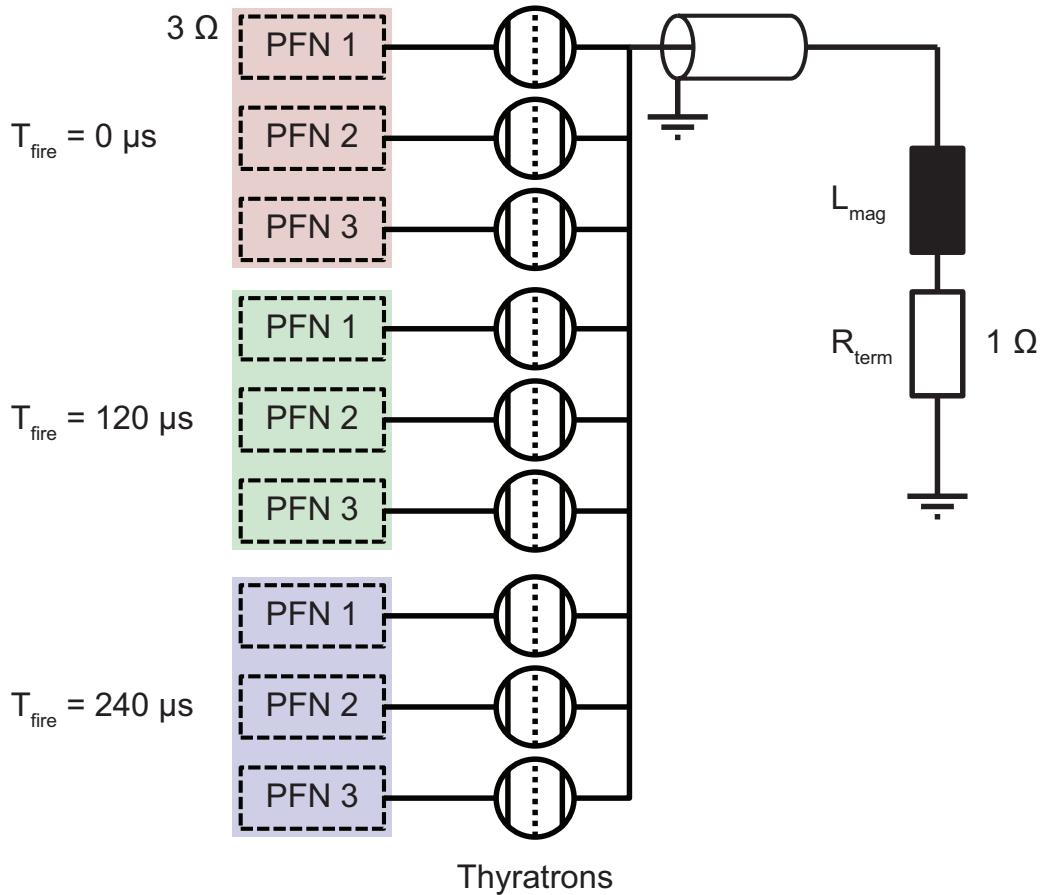 3 Ω
PFN 1
PFN 2
PFN 3
T_fire = 0 µs
PFN 1
PFN 2
PFN 3
T_fire = 120 µs
PFN 1
PFN 2
PFN 3
T_fire = 240 µs
Thyratrons
L_mag
R_term
1 Ω